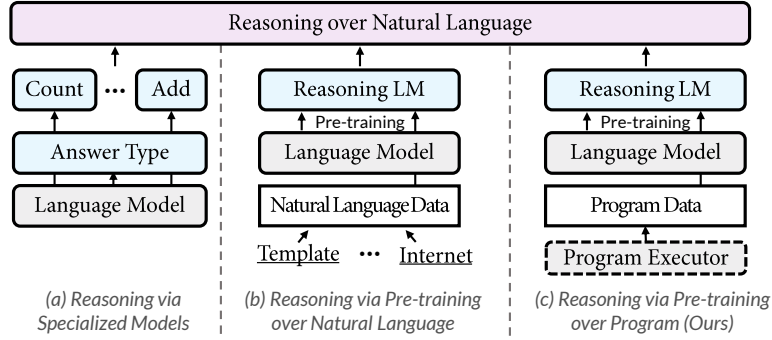 Reasoning over Natural Language
Count ••• Add
Answer Type
Language Model
(a) Reasoning via
Specialized Models
Reasoning LM
Pre-training
Language Model
Natural Language Data
Template ••• Internet
(b) Reasoning via Pre-training
over Natural Language
Reasoning LM
Pre-training
Language Model
Program Data
Program Executor
(c) Reasoning via Pre-training
over Program (Ours)